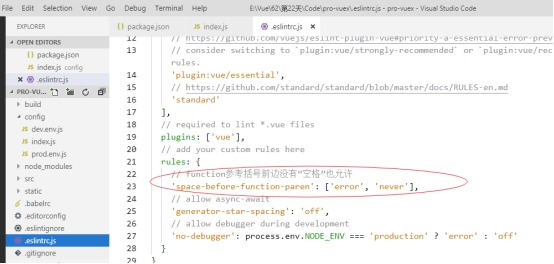 E:\Pro\Vue\62\第22天\Code\pro-vuex\eslintrc.js - pro-vuex - Visual Studio Code
EXPLORER
OPEN EDITORS
package.json
index.js config
.eslintrc.js
PRO-VU...
build
config
dev.env.js
index.js
prod.env.js
node_modules
src
static
.babelrc
.editorconfig
.eslintignore
.eslintrc.js
.gitignore
package.json
index.js
.eslintrc.js
12 // https://github.com/vuejs/eslint-plugin-vue#priority-a-essential-error-prev
13 // consider switching to `plugin:vue/strongly-recommended` or `plugin:vue/rec
rules.
14 'plugin:vue/essential',
15 // https://github.com/standard/standard/blob/master/docs/RULES-en.md
16 'standard'
17 ],
18 // required to lint *.vue files
19 plugins: ['vue'],
20 // add your custom rules here
21 rules: {
22 // function参考括号前边没有“空格”也允许
23 'space-before-function-paren': ['error', 'never'],
24 // allow async-await
25 'generator-star-spacing': 'off',
26 // allow debugger during development
27 'no-debugger': process.env.NODE_ENV === 'production' ? 'error' : 'off'
28 }
29 }